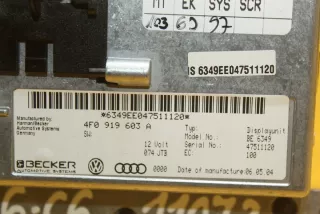 MT EK SYS SCR
103 69 97
S 6349EE047511120
*6349EE047511120*
Manufactured by
Harman/Becker
Automotive Systems
Germany
4F0 919 603 A
SW
12 Volt
074 JTB
Typ: Displayunit
Model No.: BE 6349
Serial No.: 47511120
EC: 100
BECKER
AUTOMOTIVE SYSTEMS
0000
Date of manufacture: 06.05.04